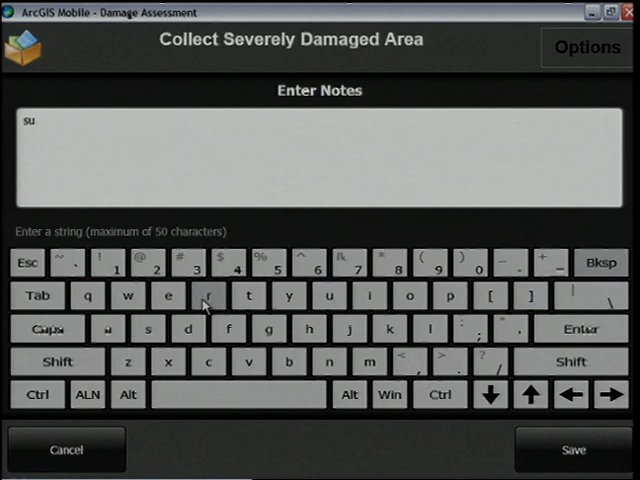 ArcGIS Mobile - Damage Assessment
Collect Severely Damaged Area
Options
Enter Notes
su
Enter a string (maximum of 50 characters)
Esc ~ ` ! 1 @ 2 # 3 $ 4 % 5 ^ 6 & 7 * 8 ( 9 ) 0 _ - + = Bksp
Tab q w e r t y u i o p [ ] | \
Caps a s d f g h j k l : ; " ' Enter
Shift z x c v b n m < , > . ? / Shift
Ctrl ALN Alt Alt Win Ctrl
Cancel Save